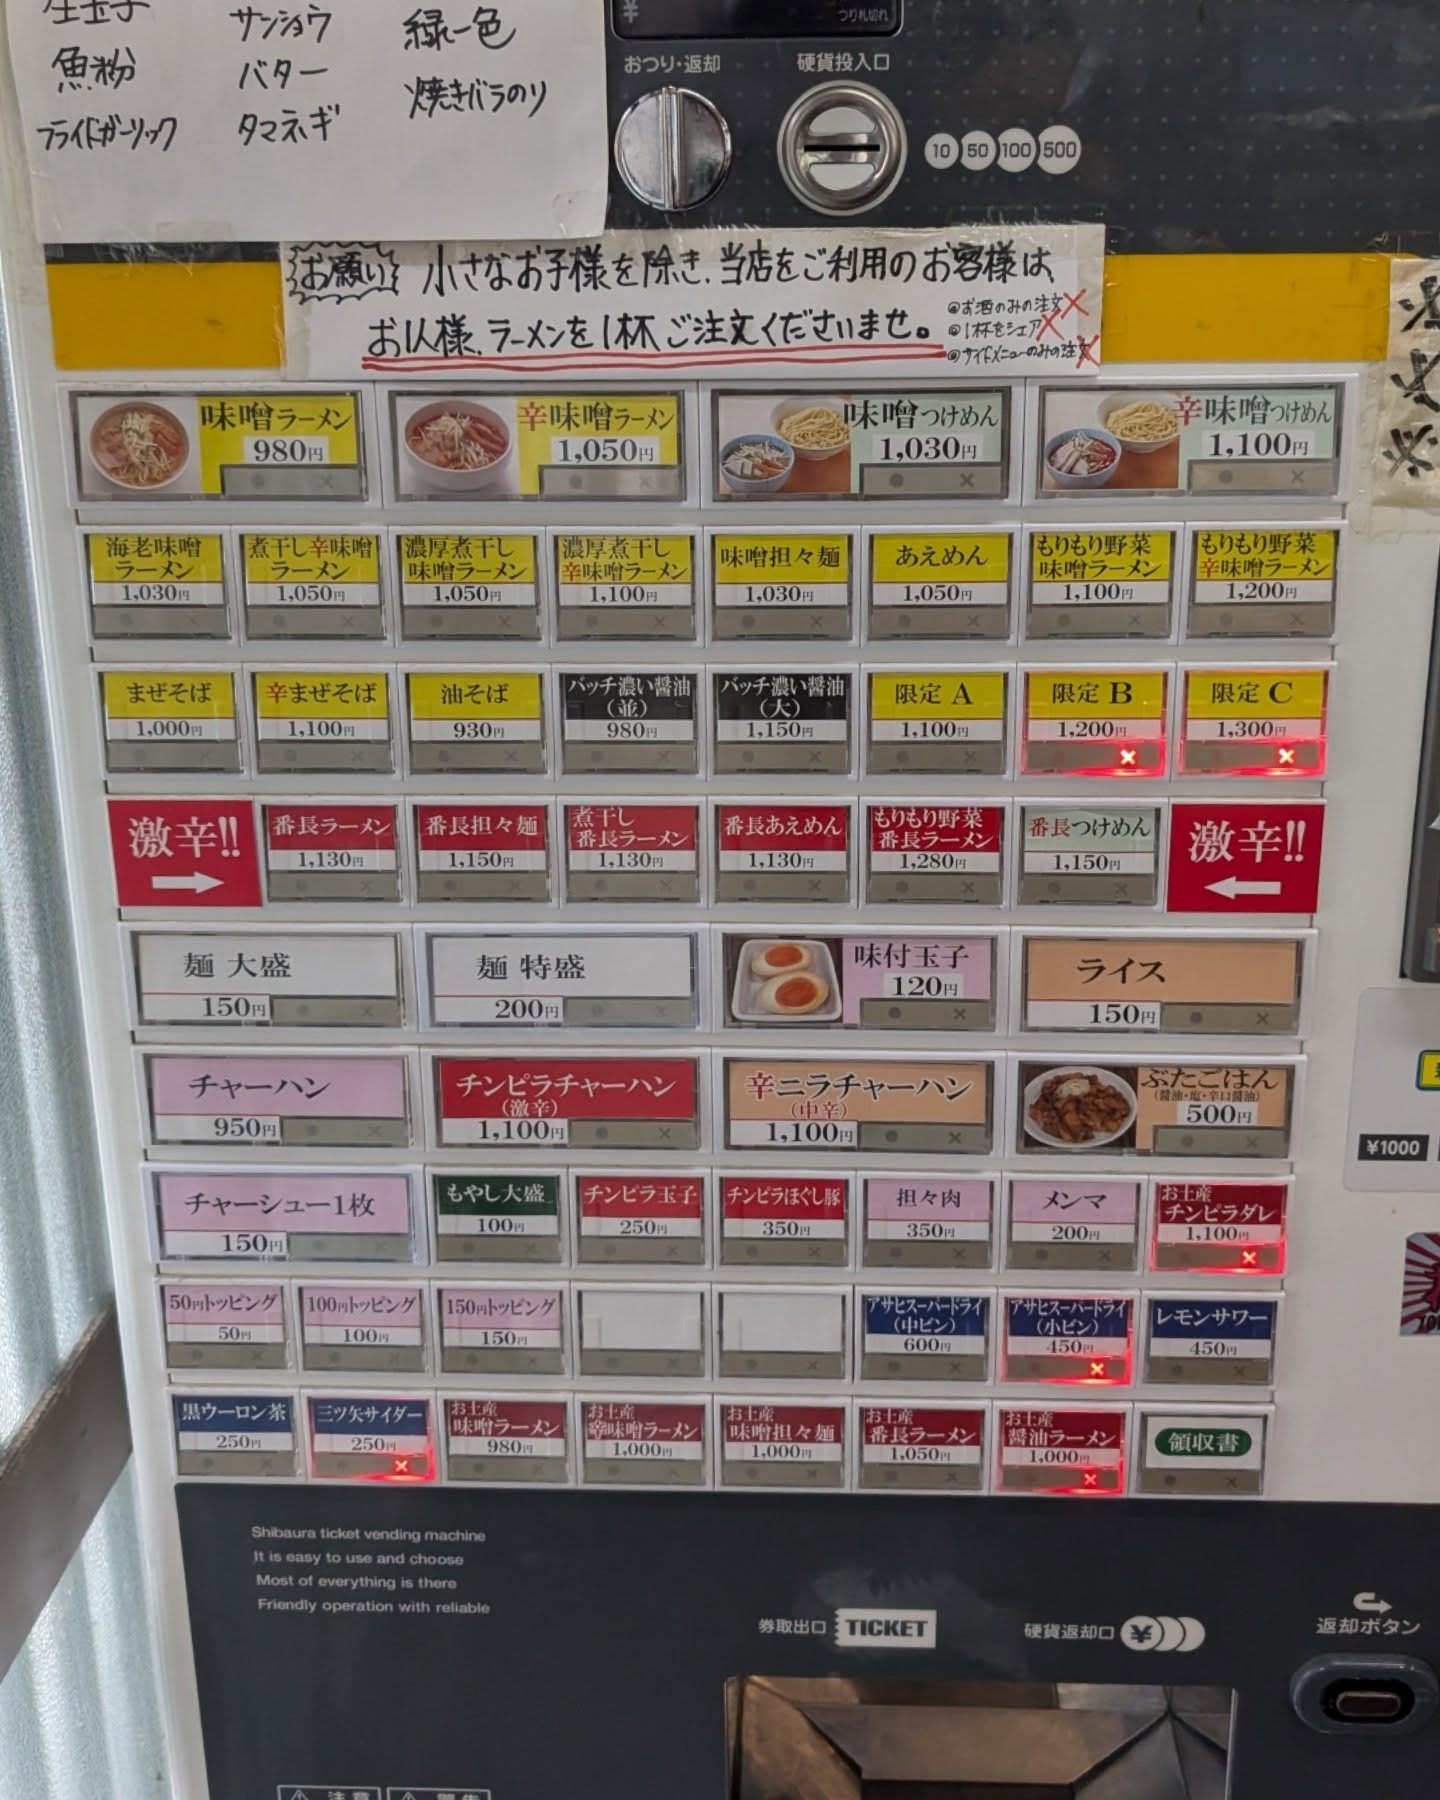 魚粉
フライドガーリック
サンショウ
バター
タマネギ
緑一色
焼きバラのり
¥
つり札切れ
おつり・返却
硬貨投入口
10 50 100 500
お願い
小さなお子様を除き、当店をご利用のお客様は、
お1人様、ラーメンを1杯ご注文くださいませ。
◎お酒のみの注文×
◎1杯をシェア×
◎サイドメニューのみの注文×
味噌ラーメン
980円
辛味噌ラーメン
1,050円
味噌つけめん
1,030円
辛味噌つけめん
1,100円
海老味噌
ラーメン
1,030円
煮干し辛味噌
ラーメン
1,050円
濃厚煮干し
味噌ラーメン
1,050円
濃厚煮干し
辛味噌ラーメン
1,100円
味噌担々麺
1,030円
あえめん
1,050円
もりもり野菜
味噌ラーメン
1,100円
もりもり野菜
辛味噌ラーメン
1,200円
まぜそば
1,000円
辛まぜそば
1,100円
油そば
930円
バッチ濃い醤油
(並)
980円
バッチ濃い醤油
(大)
1,150円
限定 A
1,100円
限定 B
1,200円
限定 C
1,300円
激辛!!
番長ラーメン
1,130円
番長担々麺
1,150円
煮干し
番長ラーメン
1,130円
番長あえめん
1,130円
もりもり野菜
番長ラーメン
1,280円
番長つけめん
1,150円
激辛!!
麺 大盛
150円
麺 特盛
200円
味付玉子
120円
ライス
150円
チャーハン
950円
チンピラチャーハン
(激辛)
1,100円
辛ニラチャーハン
(中辛)
1,100円
ぶたごはん
(醤油・塩・辛口醤油)
500円
¥1000
チャーシュー1枚
150円
もやし大盛
100円
チンピラ玉子
250円
チンピラほぐし豚
350円
担々肉
350円
メンマ
200円
お土産
チンピラダレ
1,100円
50円トッピング
50円
100円トッピング
100円
150円トッピング
150円
アサヒスーパードライ
(中ビン)
600円
アサヒスーパードライ
(小ビン)
450円
レモンサワー
450円
黒ウーロン茶
250円
三ツ矢サイダー
250円
お土産
味噌ラーメン
980円
お土産
辛味噌ラーメン
1,000円
お土産
味噌担々麺
1,000円
お土産
番長ラーメン
1,050円
お土産
醤油ラーメン
1,000円
領収書
Shibaura ticket vending machine
It is easy to use and choose
Most of everything is there
Friendly operation with reliable
券取出口 TICKET
硬貨返却口 ¥
返却ボタン
注意
警告